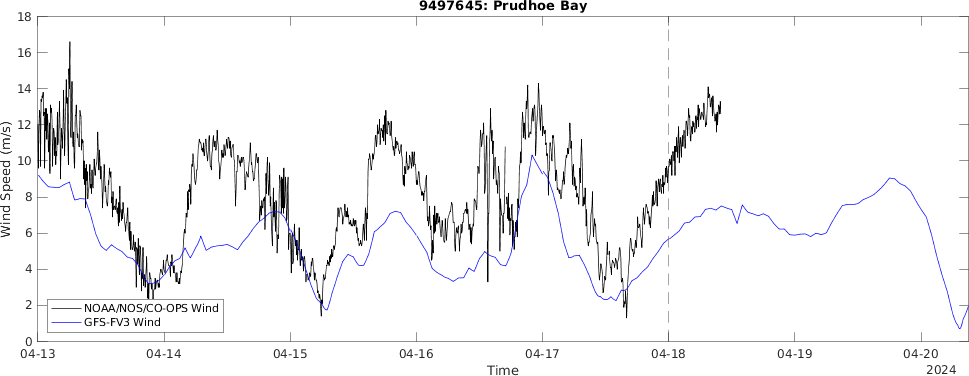 9497645: Prudhoe Bay
18
16
14
12
10
8
6
4
2
0
Wind Speed (m/s)
NOAA/NOS/CO-OPS Wind
GFS-FV3 Wind
04-13 04-14 04-15 04-16 04-17 04-18 04-19 04-20
Time
2024